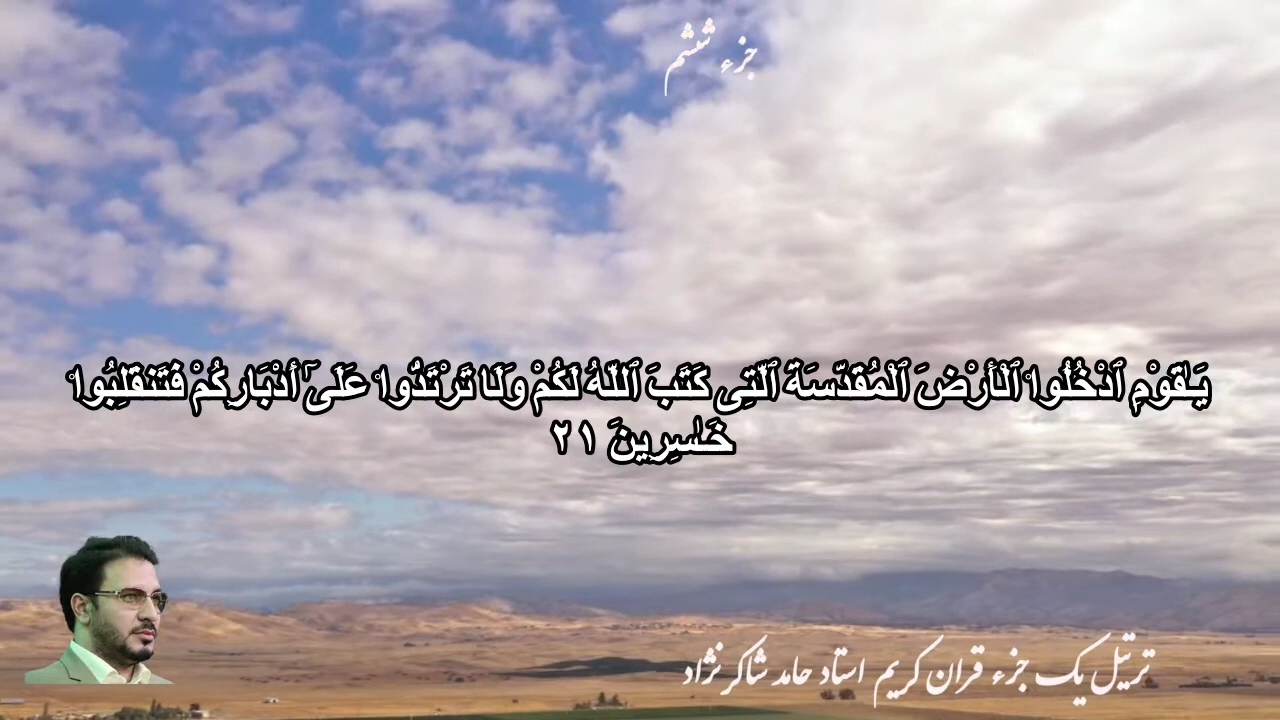 جزء ششم
يَـٰقَوْمِ ٱدْخُلُوا۟ ٱلْأَرْضَ ٱلْمُقَدَّسَةَ ٱلَّتِى كَتَبَ ٱللَّهُ لَكُمْ وَلَا تَرْتَدُّوا۟ عَلَىٰٓ أَدْبَارِكُمْ فَتَنقَلِبُوا۟
خَـٰسِرِينَ ٢١
ترتیل یک جزء قران کریم استاد حامد شاکرنژاد